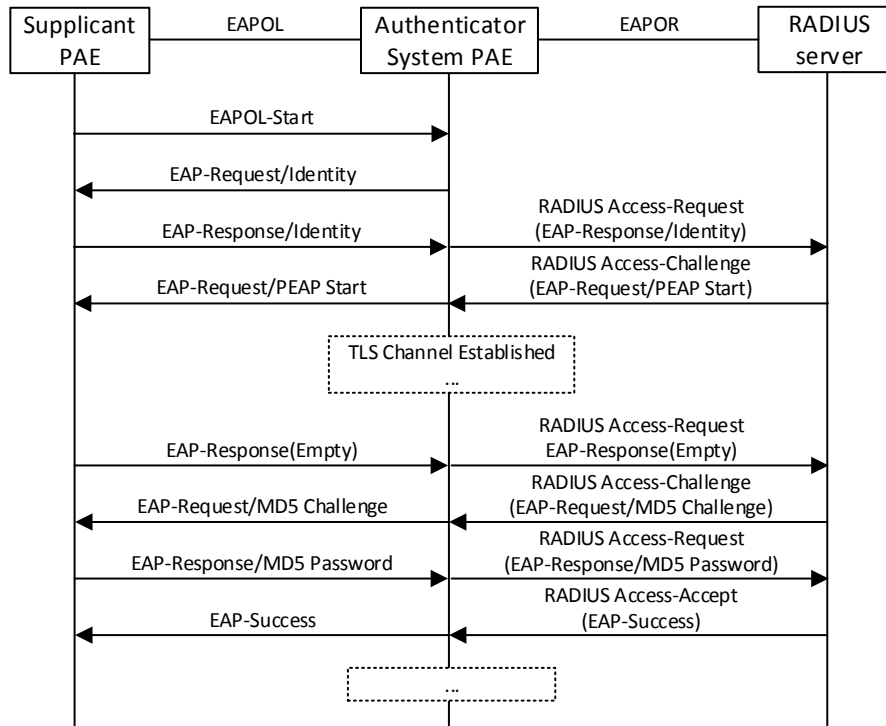 Supplicant
PAE
EAPOL
Authenticator
System PAE
EAPOR
RADIUS
server
EAPOL-Start
EAP-Request/Identity
EAP-Response/Identity
RADIUS Access-Request
(EAP-Response/Identity)
EAP-Request/PEAP Start
RADIUS Access-Challenge
(EAP-Request/PEAP Start)
TLS Channel Established
...
EAP-Response(Empty)
RADIUS Access-Request
EAP-Response(Empty)
EAP-Request/MD5 Challenge
RADIUS Access-Challenge
(EAP-Request/MD5 Challenge)
EAP-Response/MD5 Password
RADIUS Access-Request
(EAP-Response/MD5 Password)
EAP-Success
RADIUS Access-Accept
(EAP-Success)
...